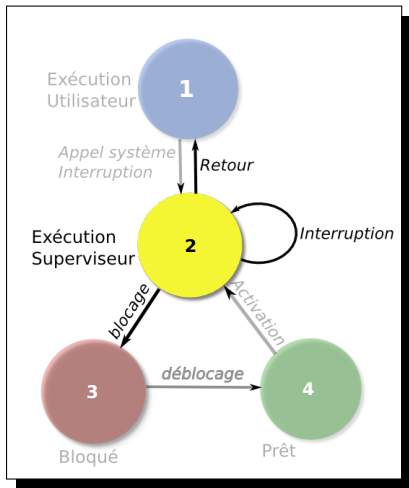 Exécution
Utilisateur
1
Appel système
Interruption
Retour
Exécution
Superviseur
2
Interruption
blocage
Activation
3
déblocage
4
Bloqué
Prêt